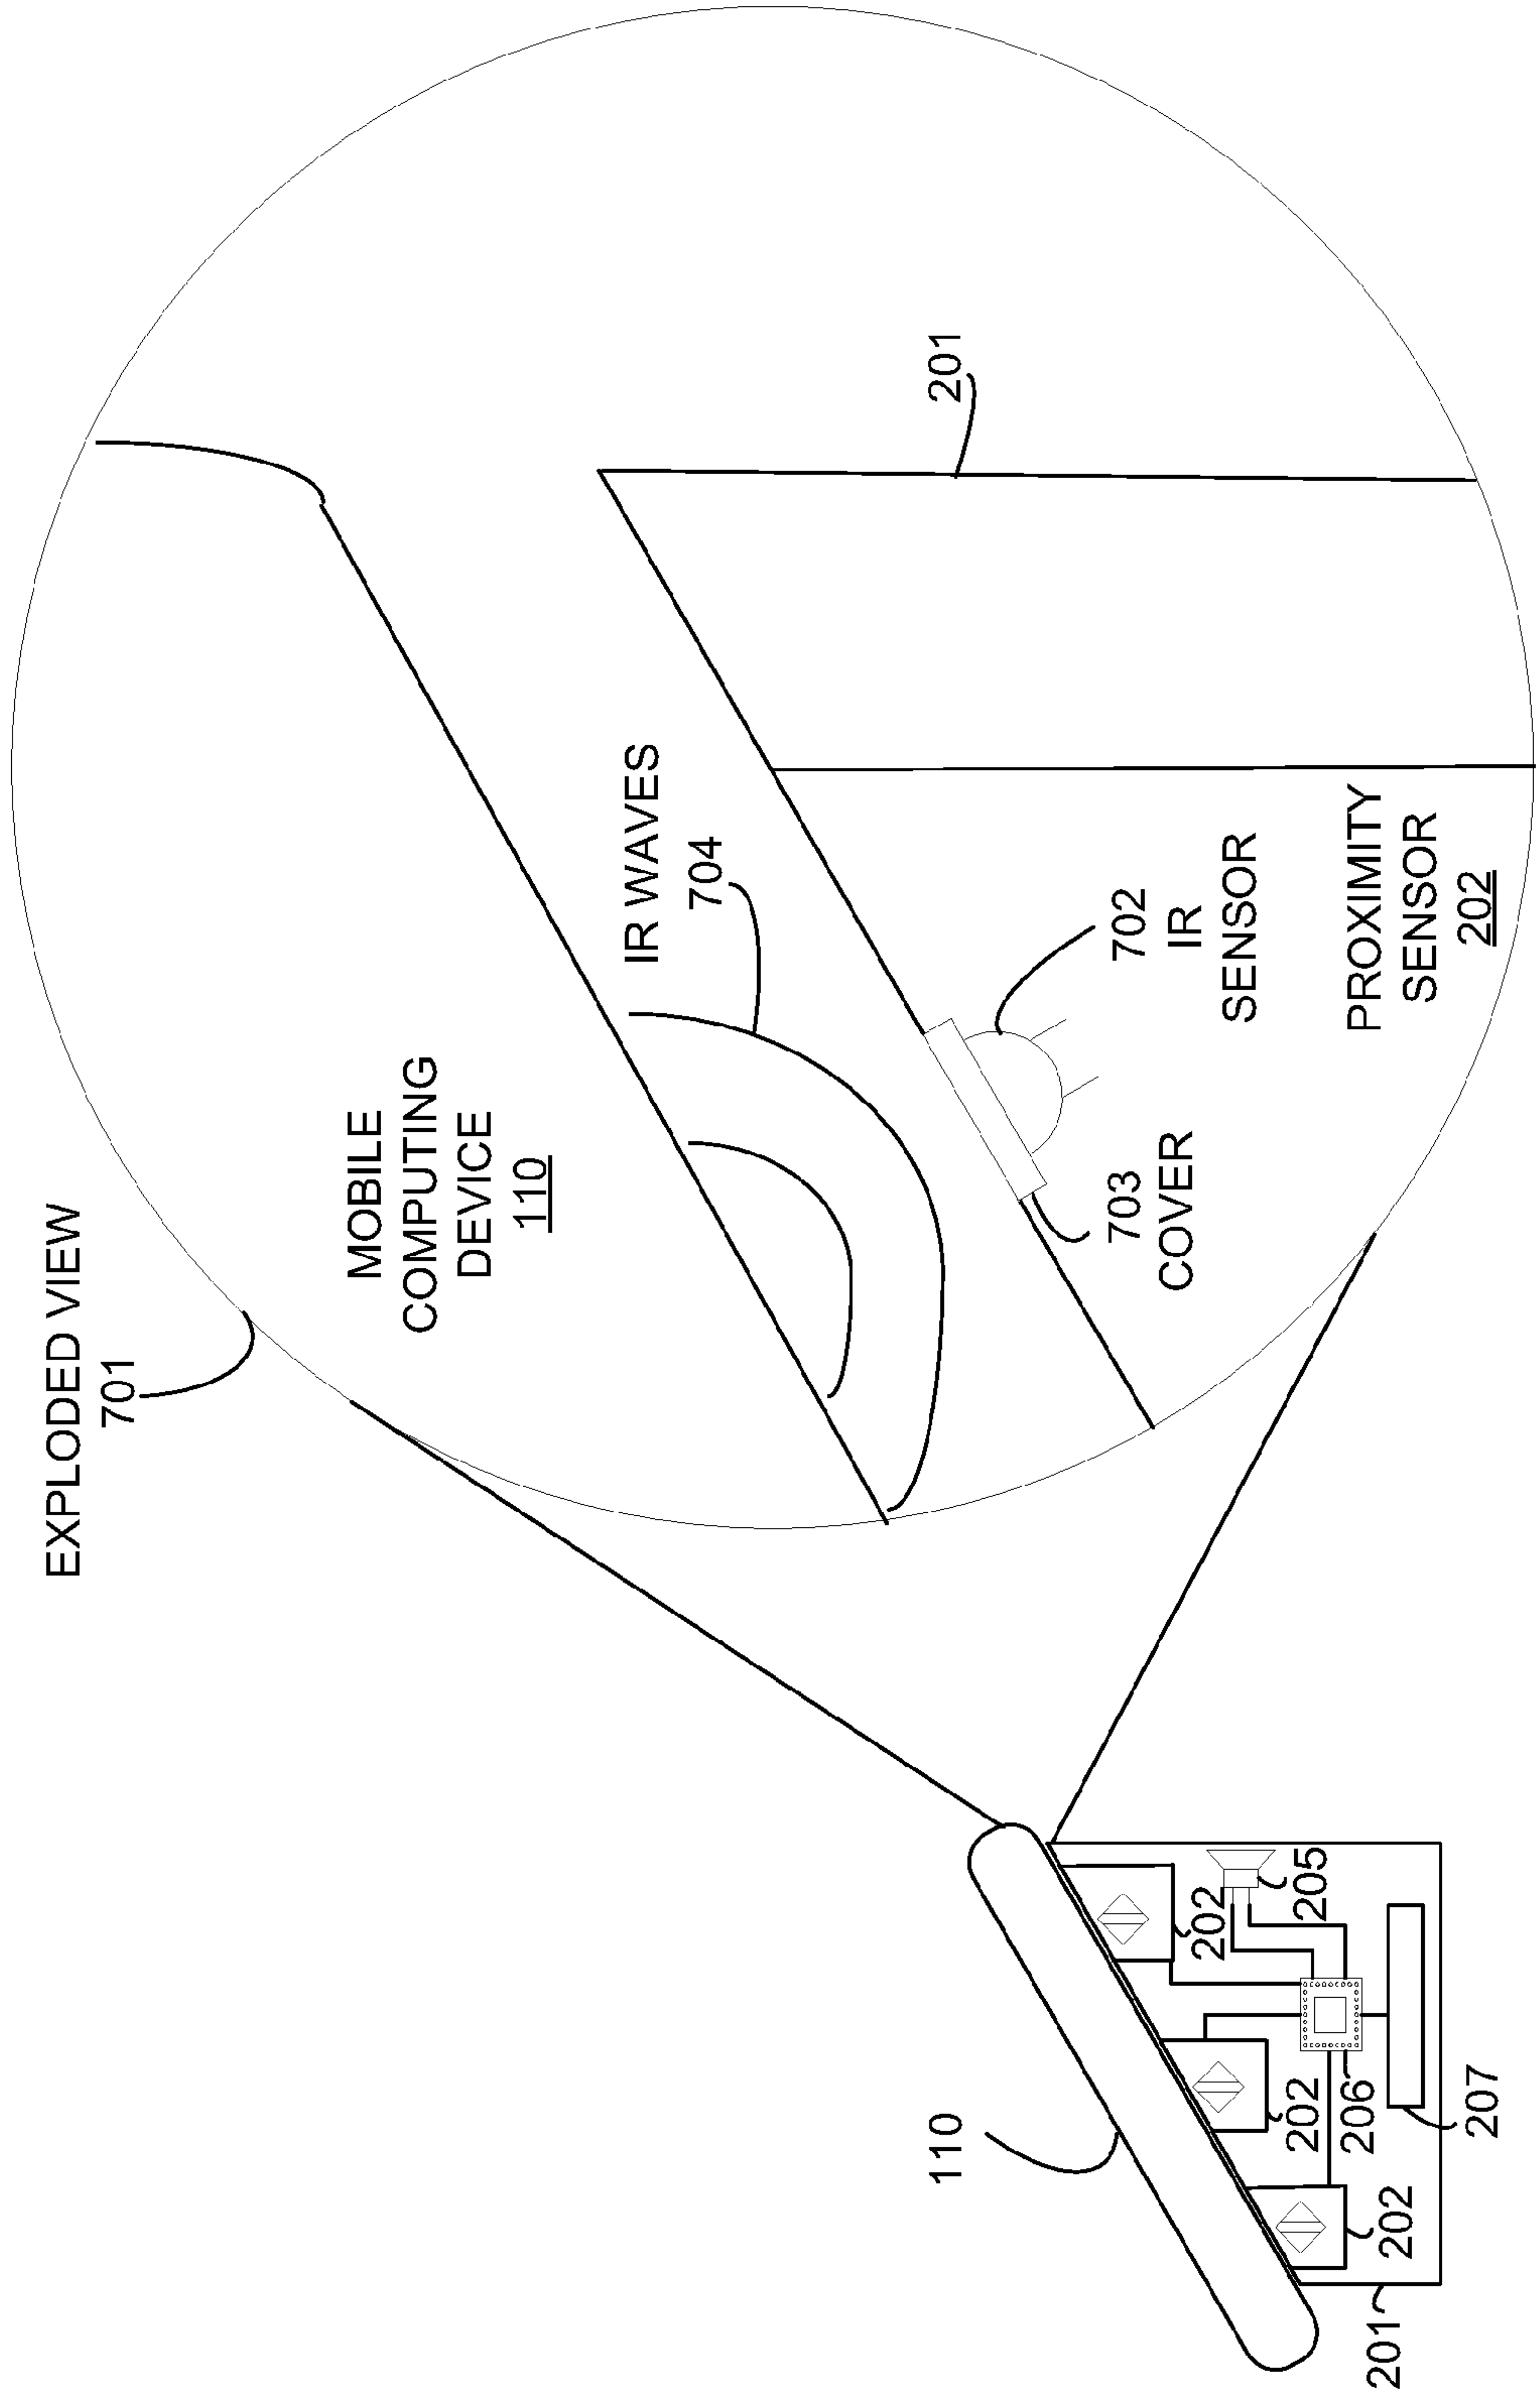 EXPLODED VIEW
701
MOBILE
COMPUTING
DEVICE
110
IR WAVES
704
201
703
COVER
702
IR
SENSOR
PROXIMITY
SENSOR
202
110
202
205
202
206
202
207
201